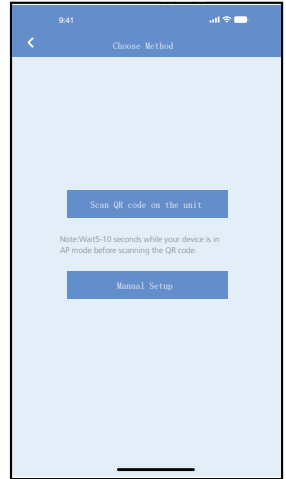 9:41
Choose Method
Scan QR code on the unit
Note:Wait5-10 seconds while your device is in
AP mode before scanning the QR code.
Manual Setup